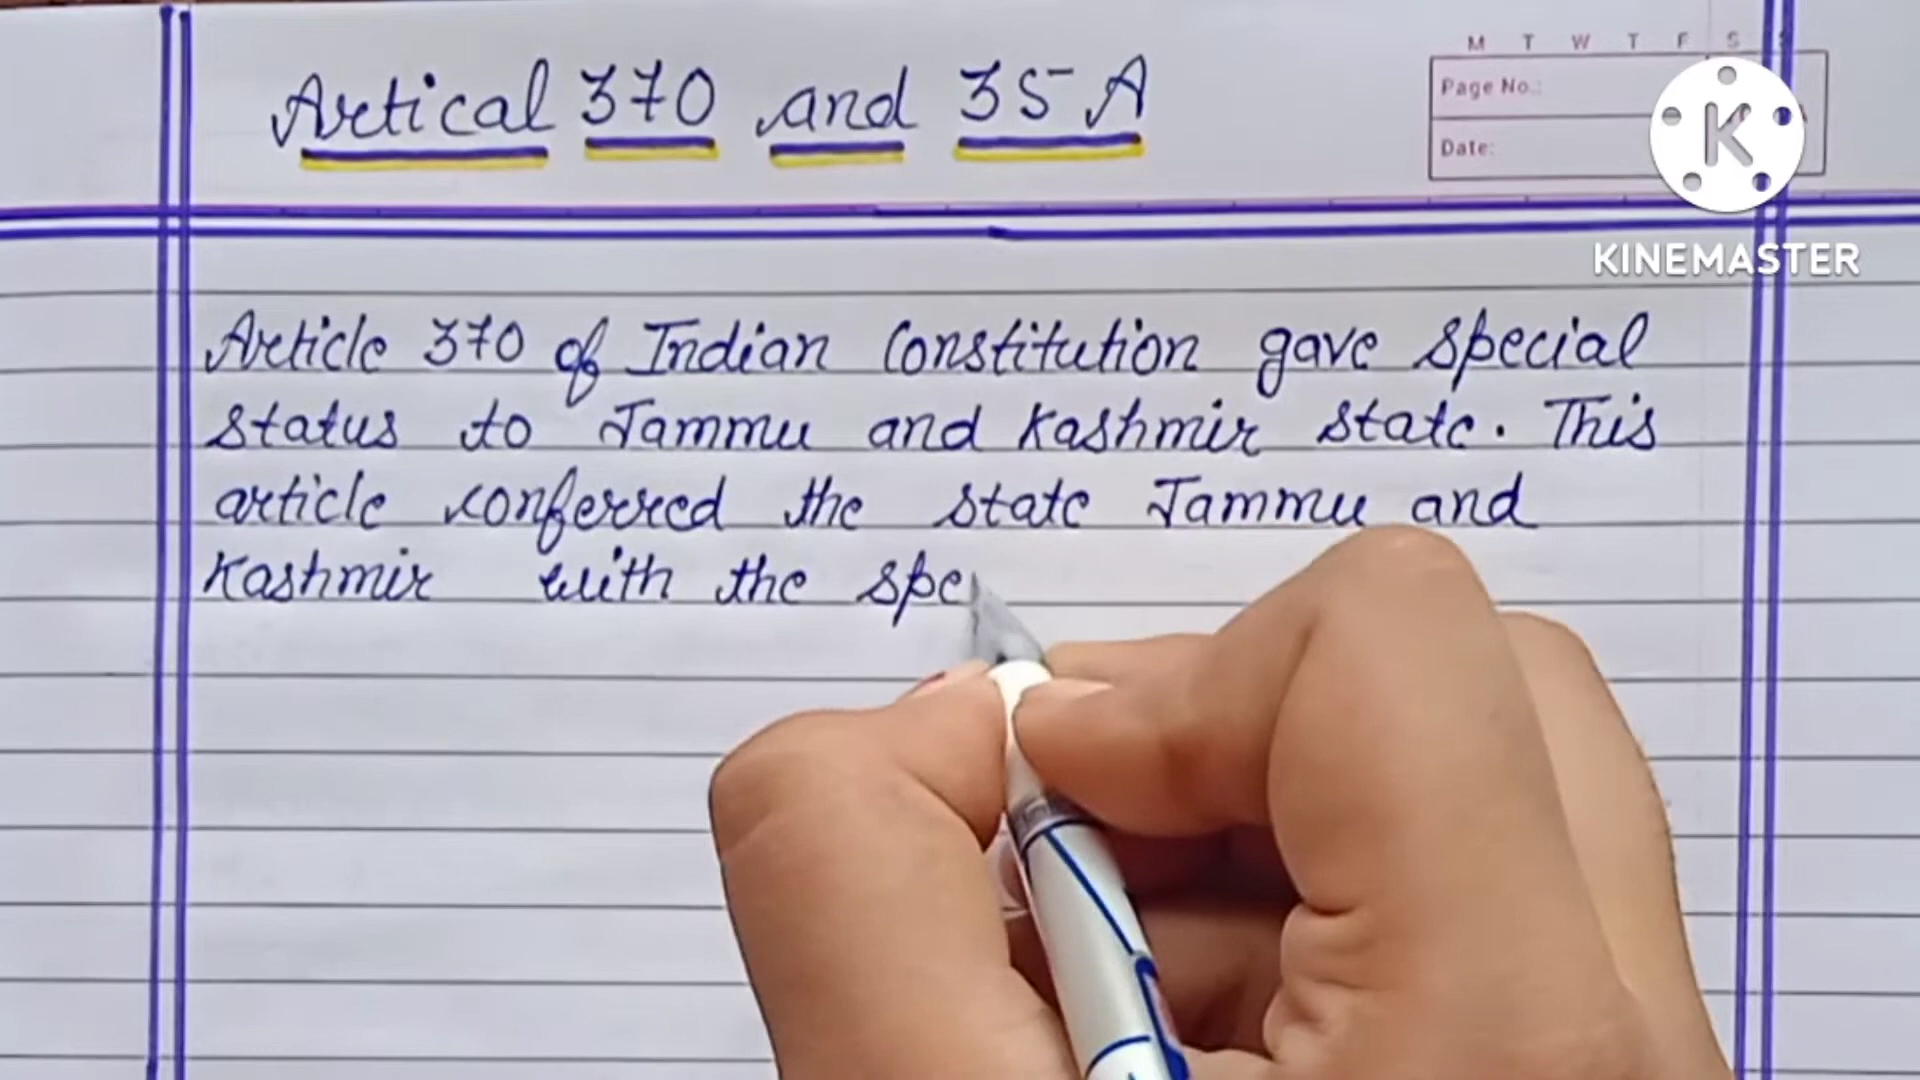 Artical 370 and 35 A
M T W T F S S
Page No.:
Date:
K
KINEMASTER
Article 370 of Indian Constitution gave special
status to Jammu and Kashmir state. This
article conferred the state Jammu and
Kashmir with the spe